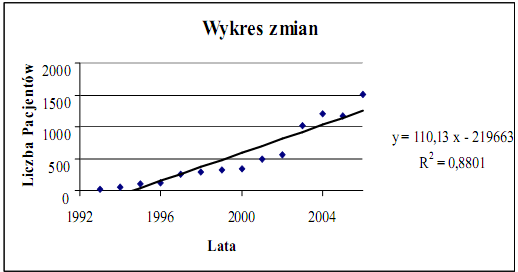 Wykres zmian
Liczba Pacjentów
2000
1500
1000
500
0
1992
1996
2000
2004
Lata
y = 110,13 x - 219663
R² = 0,8801